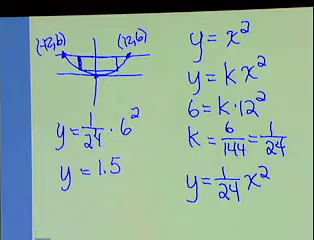 (-12,6) (12,6)
y = 1/24 · 6²
y = 1.5
y = x²
y = kx²
6 = k·12²
k = 6/144 = 1/24
y = 1/24 x²